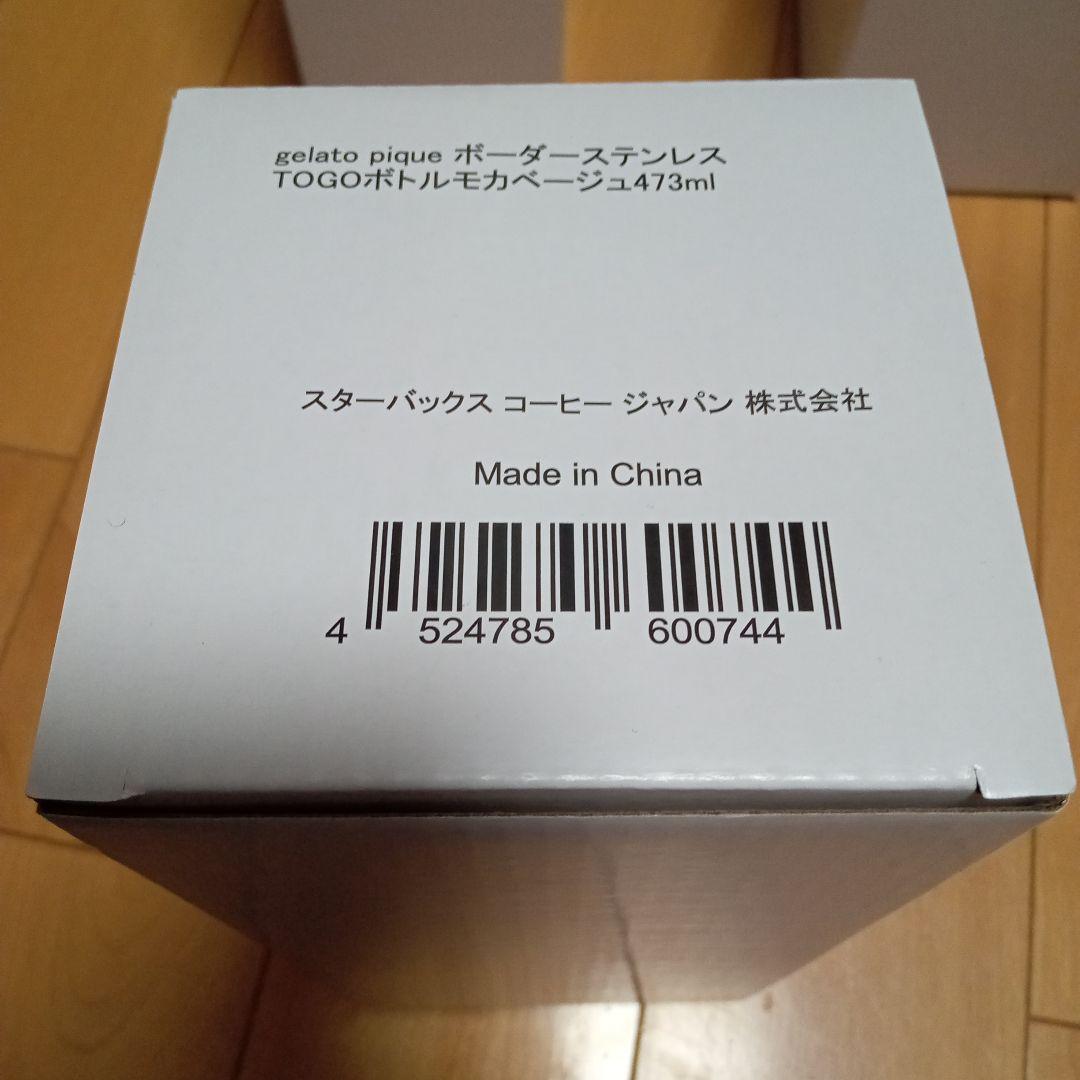 gelato pique ボーダーステンレス
TOGOボトルモカベージュ473ml
スターバックス コーヒー ジャパン 株式会社
Made in China
4 524785 600744